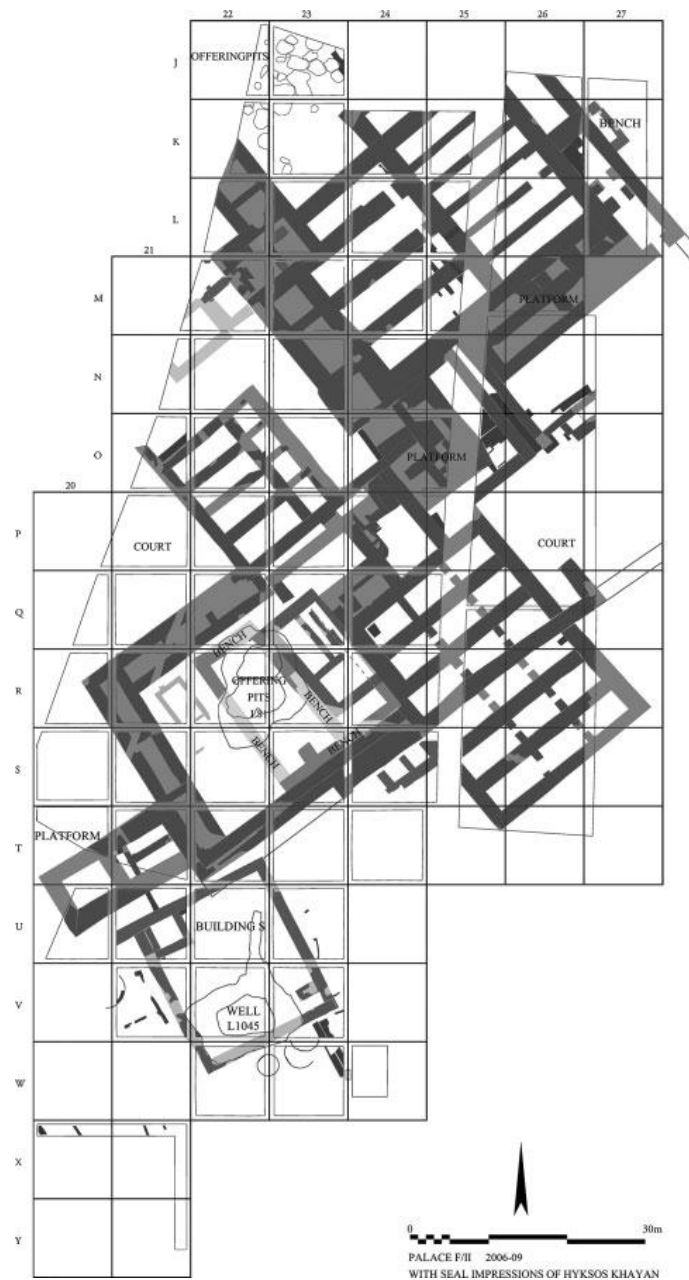 22 23 24 25 26 27
J
OFFERINGPITS
K
BENCH
L
21
M
PLATFORM
N
O
PLATFORM
20
P
COURT
COURT
Q
BENCH
R
OFFERING
PITS
BENCH
BENCH
BENCH
S
PLATFORM
T
U
BUILDING S
V
WELL
L1045
W
X
0
30m
Y
PALACE F/II 2006-09
WITH SEAL IMPRESSIONS OF HYKSOS KHAYAN